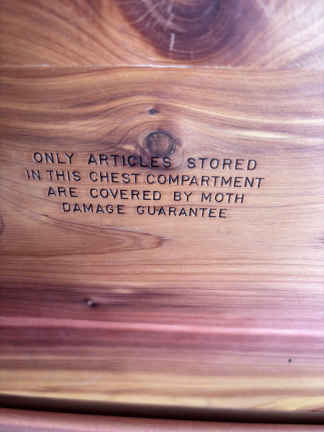 ONLY ARTICLES STORED
IN THIS CHEST COMPARTMENT
ARE COVERED BY MOTH
DAMAGE GUARANTEE